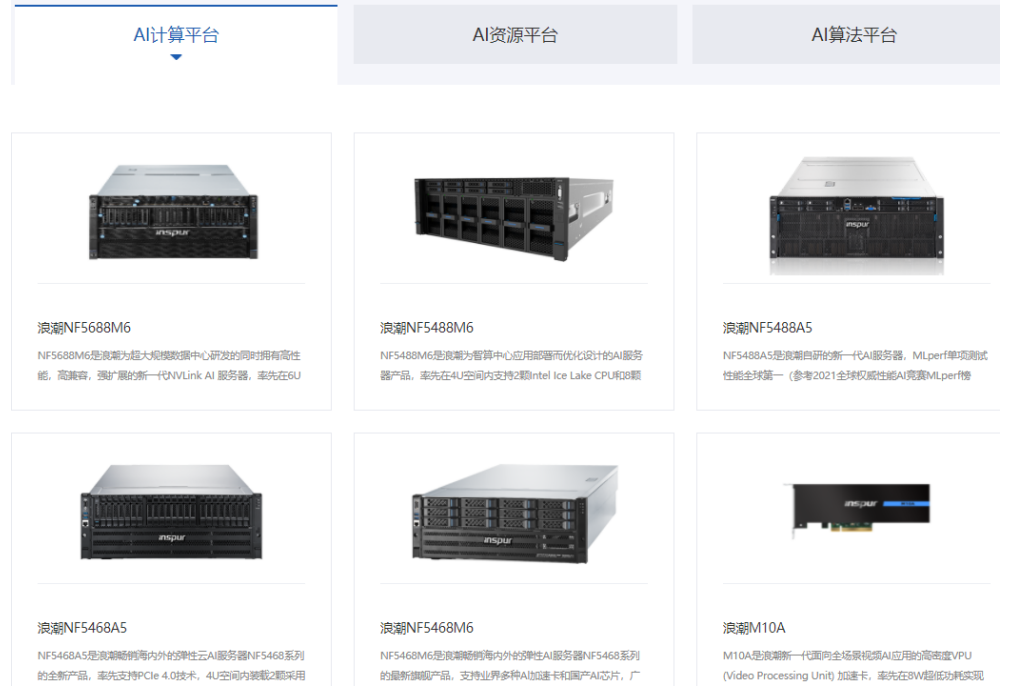 AI计算平台
AI资源平台
AI算法平台
inspur
inspur
浪潮NF5688M6
浪潮NF5488M6
浪潮NF5488A5
NF5688M6是浪潮为超大规模数据中心研发的同时拥有高性
能，高兼容，强扩展的新一代NVLink AI 服务器，率先在6U
NF5488M6是浪潮为智算中心应用部署而优化设计的AI服务
器产品，率先在4U空间内支持2颗Intel Ice Lake CPU和8颗
NF5488A5是浪潮自研的新一代AI服务器，MLperf单项测试
性能全球第一（参考2021全球权威性能AI竞赛MLperf榜
inspur
inspur
inspur
浪潮NF5468A5
浪潮NF5468M6
浪潮M10A
NF5468A5是浪潮畅销海内外的弹性云AI服务器NF5468系列
的全新产品，率先支持PCIe 4.0技术，4U空间内装载2颗采用
NF5468M6是浪潮畅销海内外的弹性AI服务器NF5468系列
的最新旗舰产品，支持业界多种AI加速卡和国产AI芯片，广
M10A是浪潮新一代面向全场景视频AI应用的高密度VPU
(Video Processing Unit) 加速卡，率先在8W超低功耗实现